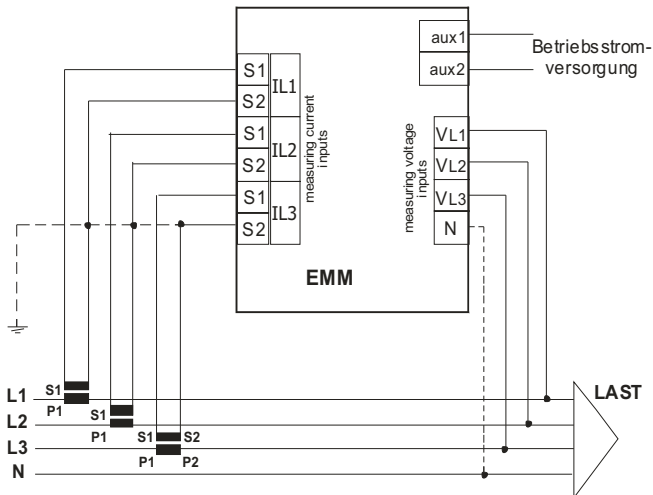 aux1
aux2
Betriebsstrom-
versorgung
S1
S2
IL1
S1
S2
IL2
S1
S2
IL3
measuring current
inputs
measuring voltage
inputs
VL1
VL2
VL3
N
EMM
L1
S1
P1
L2
S1
P1
L3
S1
S2
P1
P2
N
LAST